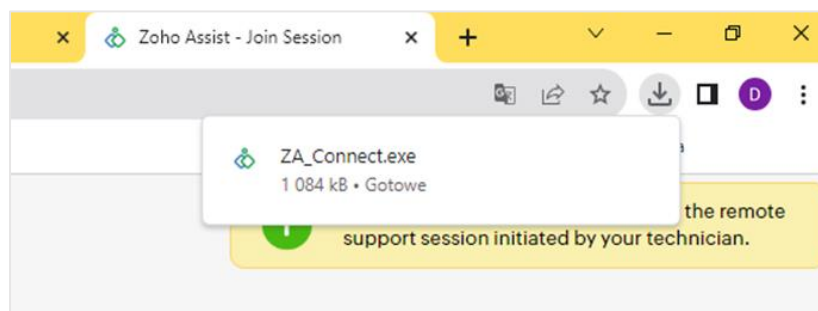 Zoho Assist - Join Session
D
ZA_Connect.exe
1 084 kB • Gotowe
the remote
support session initiated by your technician.